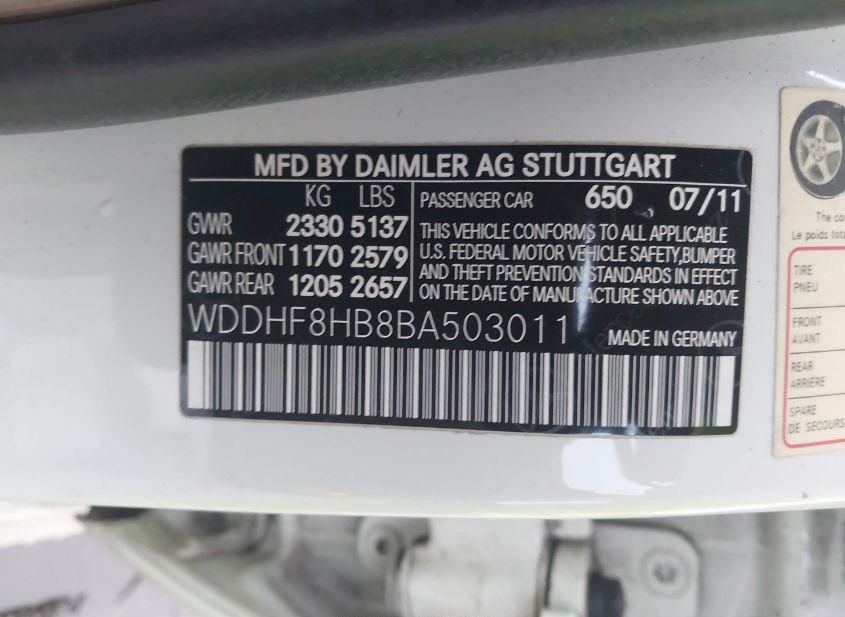 MFD BY DAIMLER AG STUTTGART
KG LBS
GVWR 2330 5137
GAWR FRONT 1170 2579
GAWR REAR 1205 2657
PASSENGER CAR 650 07/11
THIS VEHICLE CONFORMS TO ALL APPLICABLE
U.S. FEDERAL MOTOR VEHICLE SAFETY,BUMPER
AND THEFT PREVENTION STANDARDS IN EFFECT
ON THE DATE OF MANUFACTURE SHOWN ABOVE
WDDHF8HB8BA503011
MADE IN GERMANY
The
Le poids
TIRE
PNEU
FRONT
AVANT
REAR
ARRIÈRE
SPARE
DE SECOURS